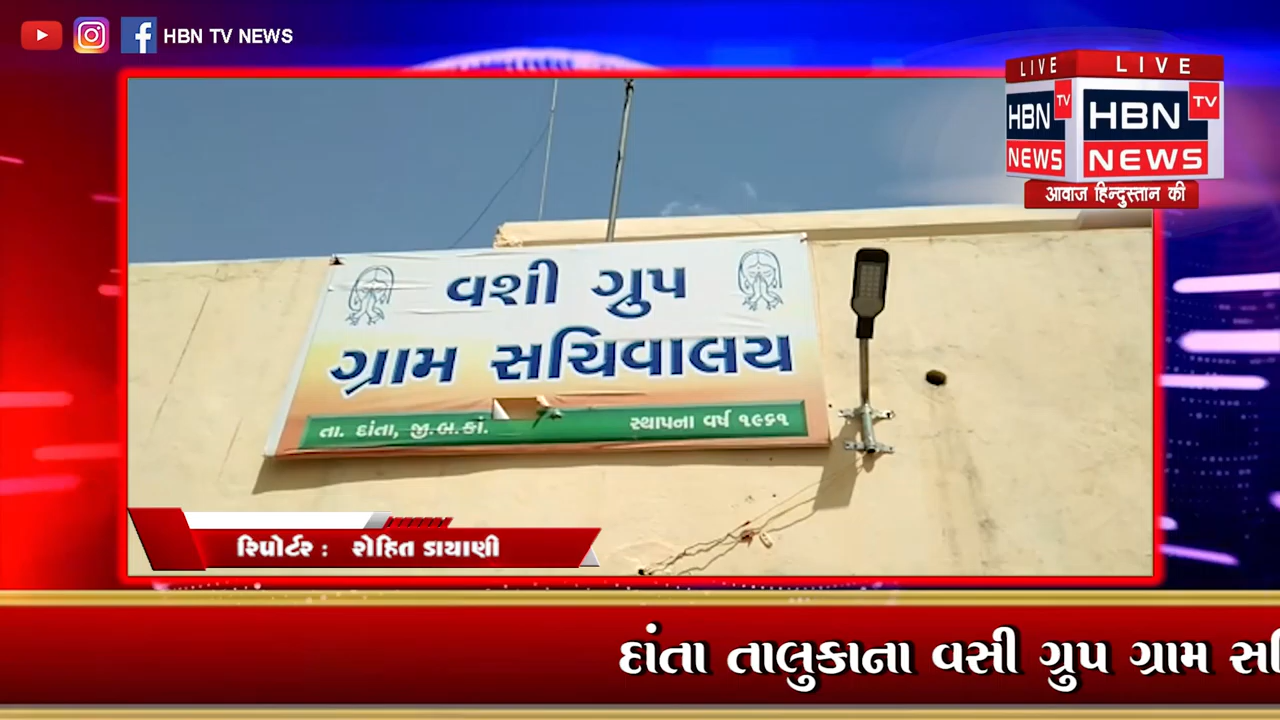 HBN TV NEWS
LIVE
LIVE
HBN TV
NEWS
HBN TV
NEWS
आवाज हिन्दुस्तान की
વશી ગ્રુપ
ગ્રામ સચિવાલય
તા. દાંતા, જી.બ.કાં.
સ્થાપના વર્ષ ૧૯૬૧
રિપોર્ટર : રોહિત ડાયાણી
દાંતા તાલુકાના વસી ગ્રુપ ગ્રામ